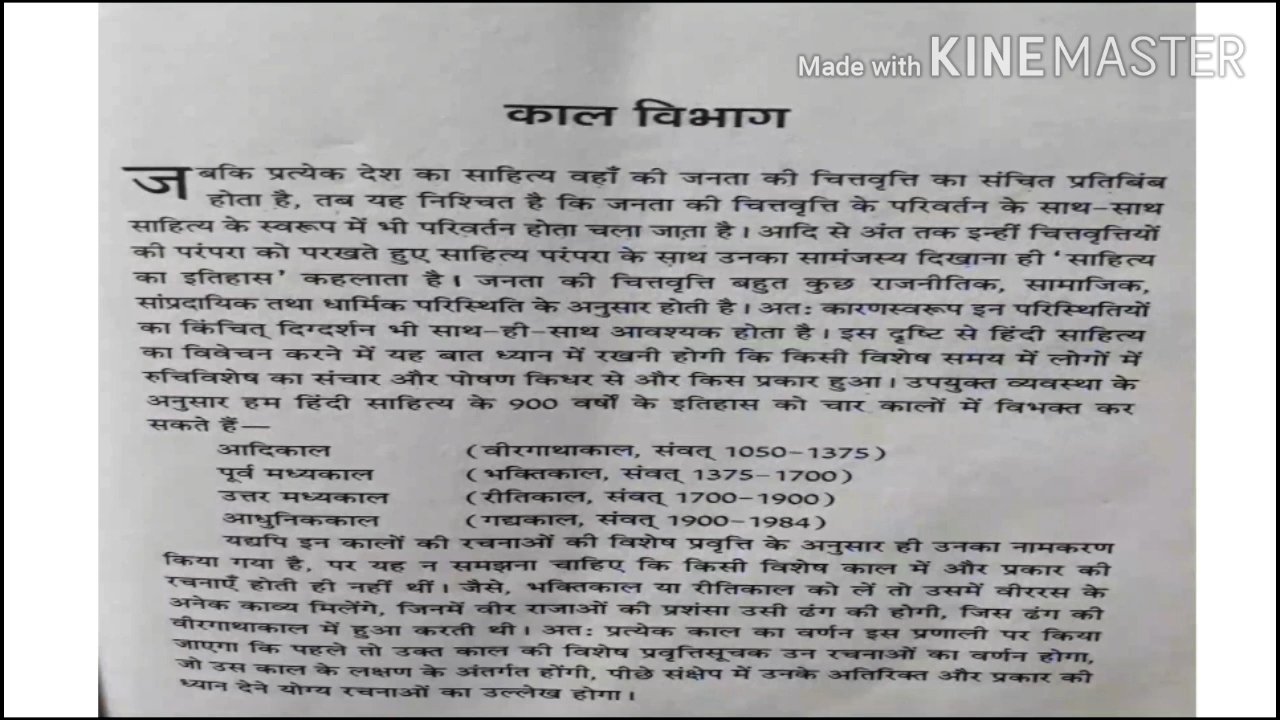 Made with KINEMASTER
काल विभाग
जबकि प्रत्येक देश का साहित्य वहाँ की जनता की चित्तवृत्ति का संचित प्रतिबिंब
होता है, तब यह निश्चित है कि जनता की चित्तवृत्ति के परिवर्तन के साथ-साथ
साहित्य के स्वरूप में भी परिवर्तन होता चला जाता है। आदि से अंत तक इन्हीं चित्तवृत्तियों
की परंपरा को परखते हुए साहित्य परंपरा के साथ उनका सामंजस्य दिखाना ही ‘साहित्य
का इतिहास’ कहलाता है। जनता की चित्तवृत्ति बहुत कुछ राजनीतिक, सामाजिक,
सांप्रदायिक तथा धार्मिक परिस्थिति के अनुसार होती है। अतः कारणस्वरूप इन परिस्थितियों
का किंचित् दिग्दर्शन भी साथ-ही-साथ आवश्यक होता है। इस दृष्टि से हिंदी साहित्य
का विवेचन करने में यह बात ध्यान में रखनी होगी कि किसी विशेष समय में लोगों में
रुचिविशेष का संचार और पोषण किधर से और किस प्रकार हुआ। उपयुक्त व्यवस्था के
अनुसार हम हिंदी साहित्य के 900 वर्षों के इतिहास को चार कालों में विभक्त कर
सकते हैं—
आदिकाल (वीरगाथाकाल, संवत् 1050-1375)
पूर्व मध्यकाल (भक्तिकाल, संवत् 1375-1700)
उत्तर मध्यकाल (रीतिकाल, संवत् 1700-1900)
आधुनिककाल (गद्यकाल, संवत् 1900-1984)
यद्यपि इन कालों की रचनाओं की विशेष प्रवृत्ति के अनुसार ही उनका नामकरण
किया गया है, पर यह न समझना चाहिए कि किसी विशेष काल में और प्रकार की
रचनाएँ होती ही नहीं थीं। जैसे, भक्तिकाल या रीतिकाल को लें तो उसमें वीररस के
अनेक काव्य मिलेंगे, जिनमें वीर राजाओं की प्रशंसा उसी ढंग की होगी, जिस ढंग की
वीरगाथाकाल में हुआ करती थी। अतः प्रत्येक काल का वर्णन इस प्रणाली पर किया
जाएगा कि पहले तो उक्त काल की विशेष प्रवृत्तिसूचक उन रचनाओं का वर्णन होगा,
जो उस काल के लक्षण के अंतर्गत होंगी, पीछे संक्षेप में उनके अतिरिक्त और प्रकार की
ध्यान देने योग्य रचनाओं का उल्लेख होगा।